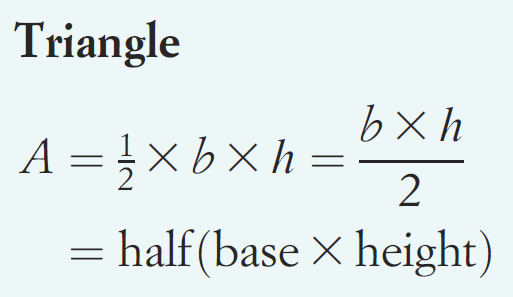 Triangle
A = ½ × b × h = b × h / 2
= half(base × height)